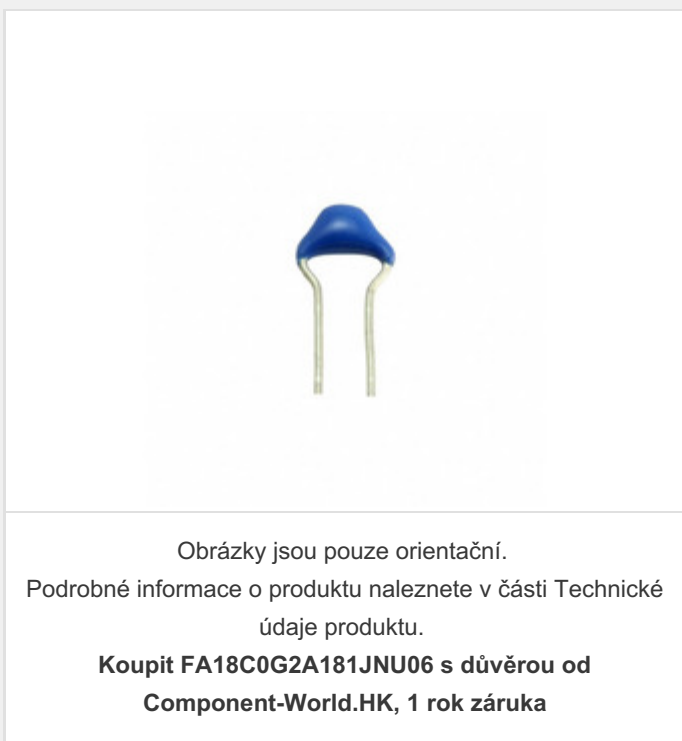 Obrázky jsou pouze orientační.
Podrobné informace o produktu naleznete v části Technické
údaje produktu.
Koupit FA18C0G2A181JNU06 s důvěrou od
Component-World.HK, 1 rok záruka